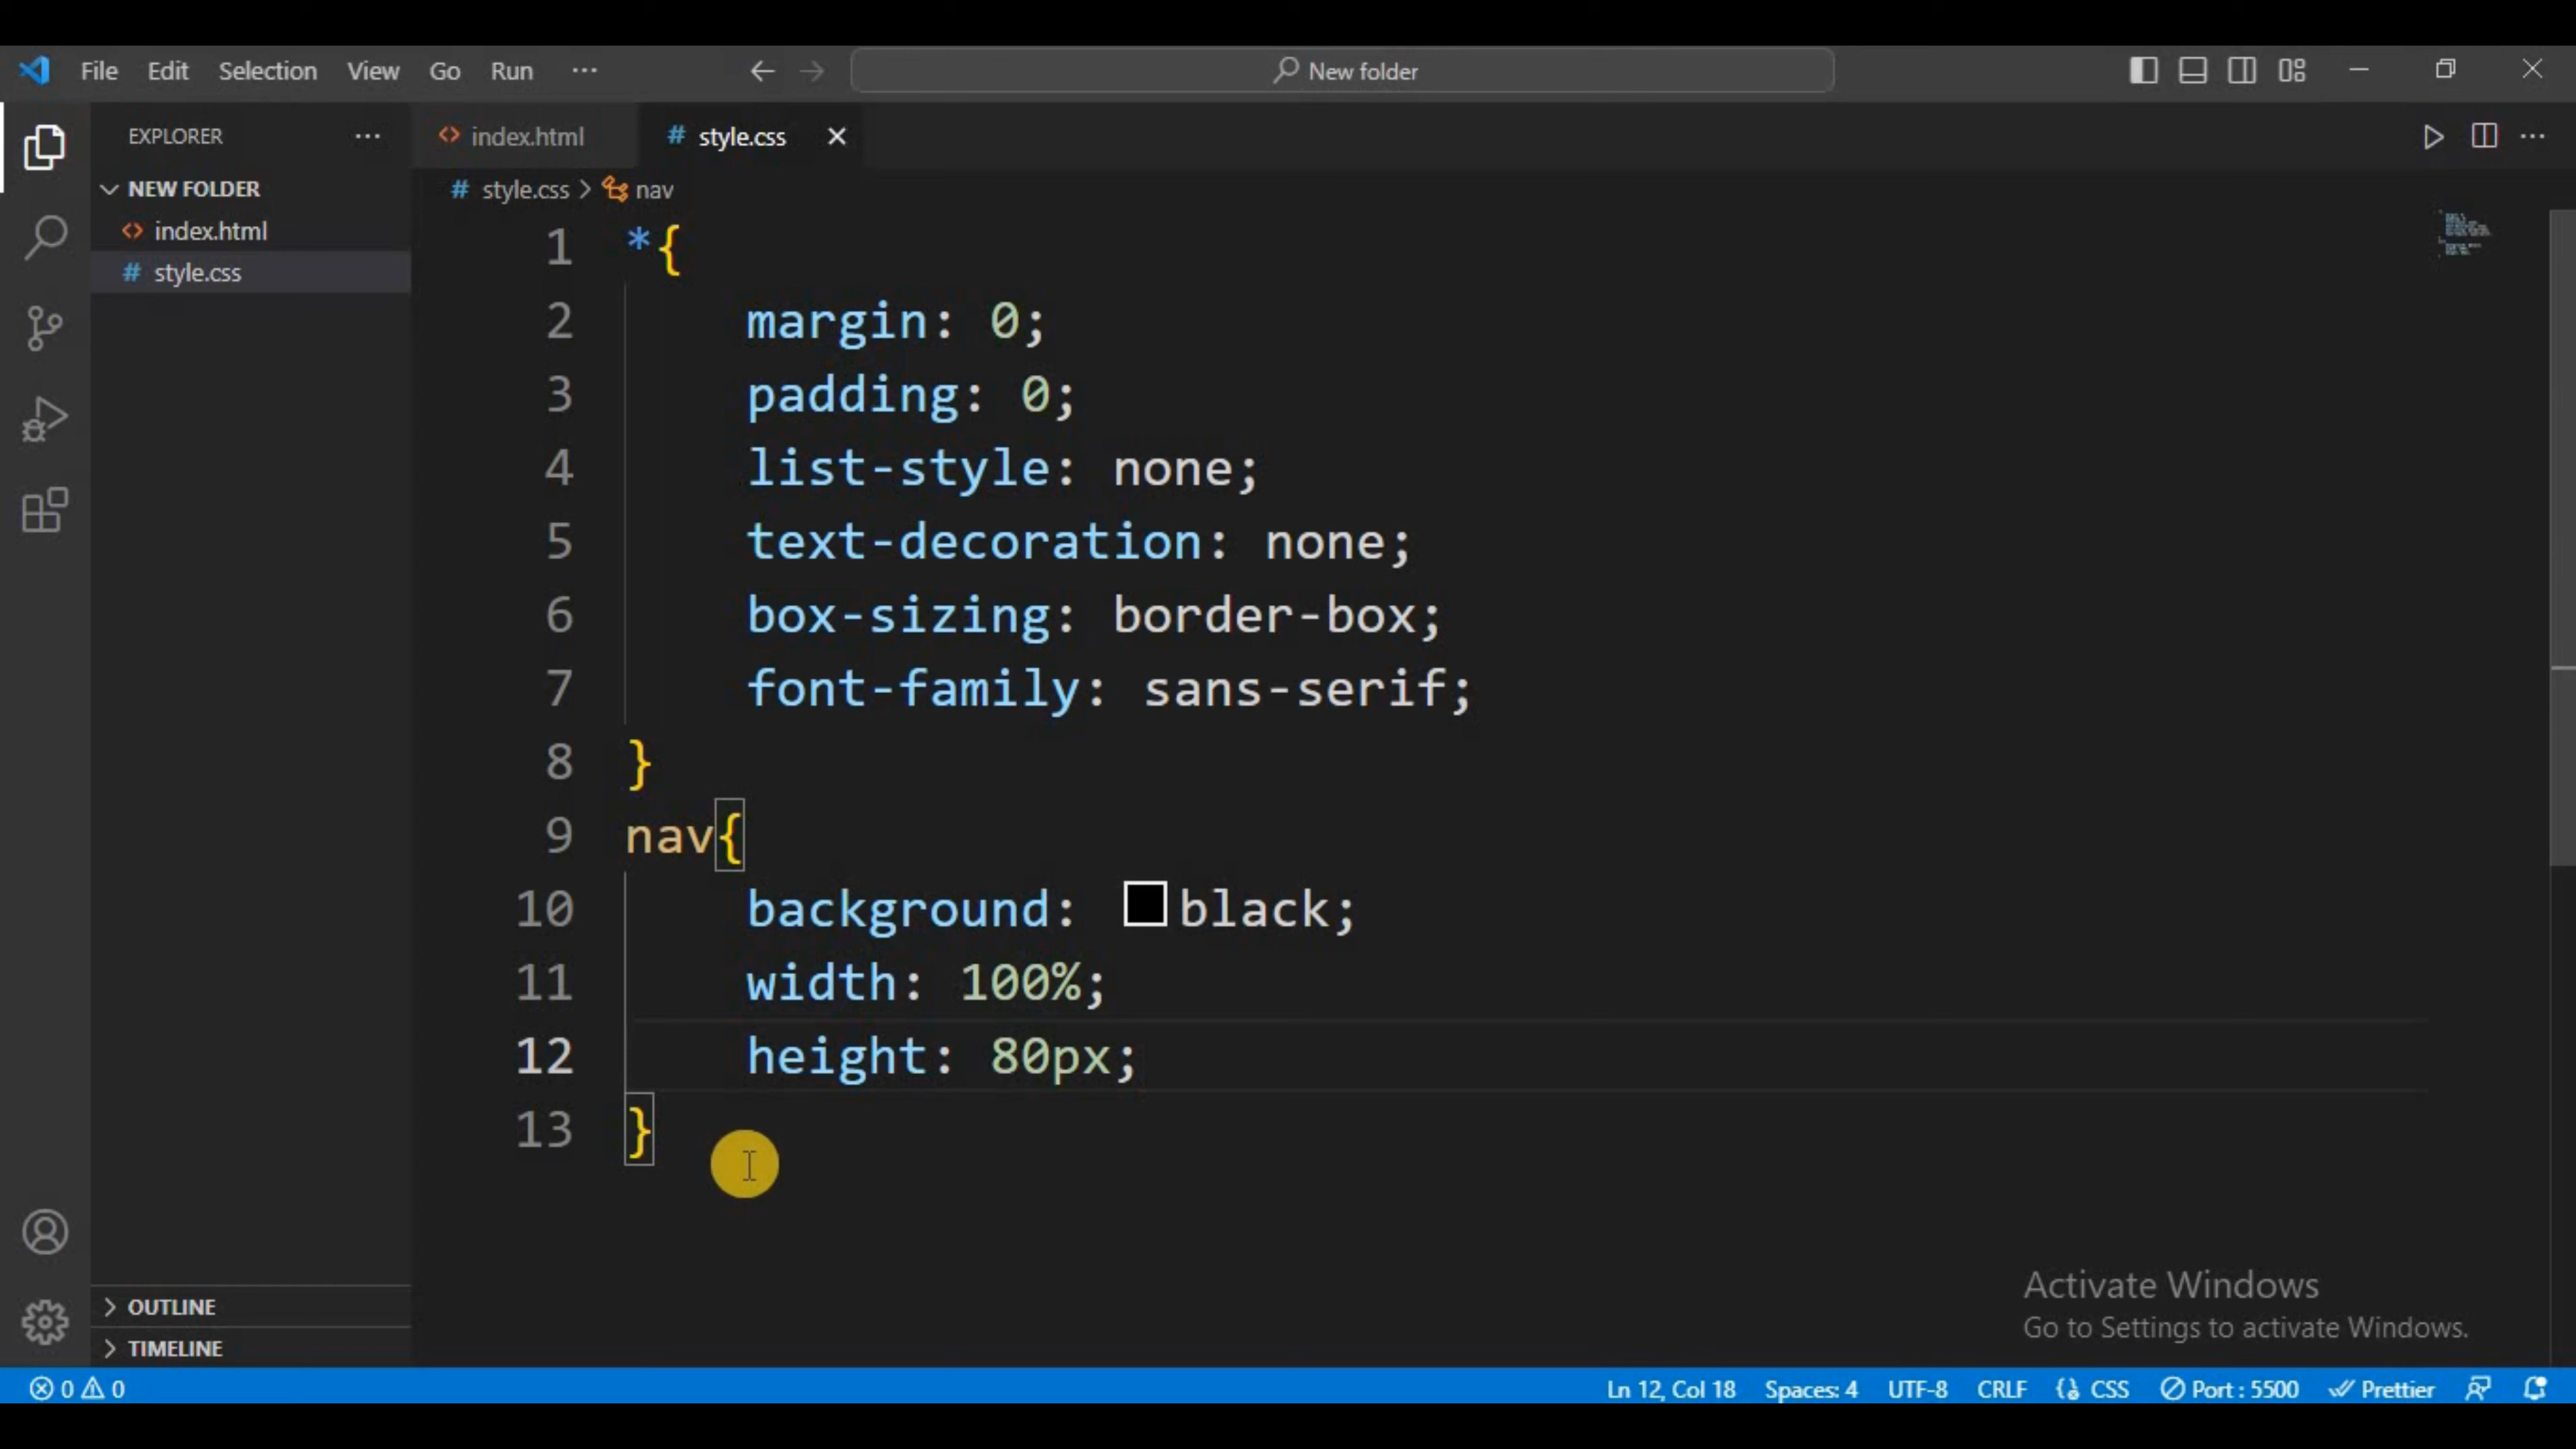 File Edit Selection View Go Run ··· New folder
EXPLORER ···
NEW FOLDER
index.html
style.css
OUTLINE
TIMELINE
index.html # style.css
# style.css > nav
1 *{
2     margin: 0;
3     padding: 0;
4     list-style: none;
5     text-decoration: none;
6     box-sizing: border-box;
7     font-family: sans-serif;
8 }
9 nav{
10     background: black;
11     width: 100%;
12     height: 80px;
13 }
Activate Windows
Go to Settings to activate Windows.
0 0 Ln 12, Col 18 Spaces: 4 UTF-8 CRLF CSS Port : 5500 Prettier